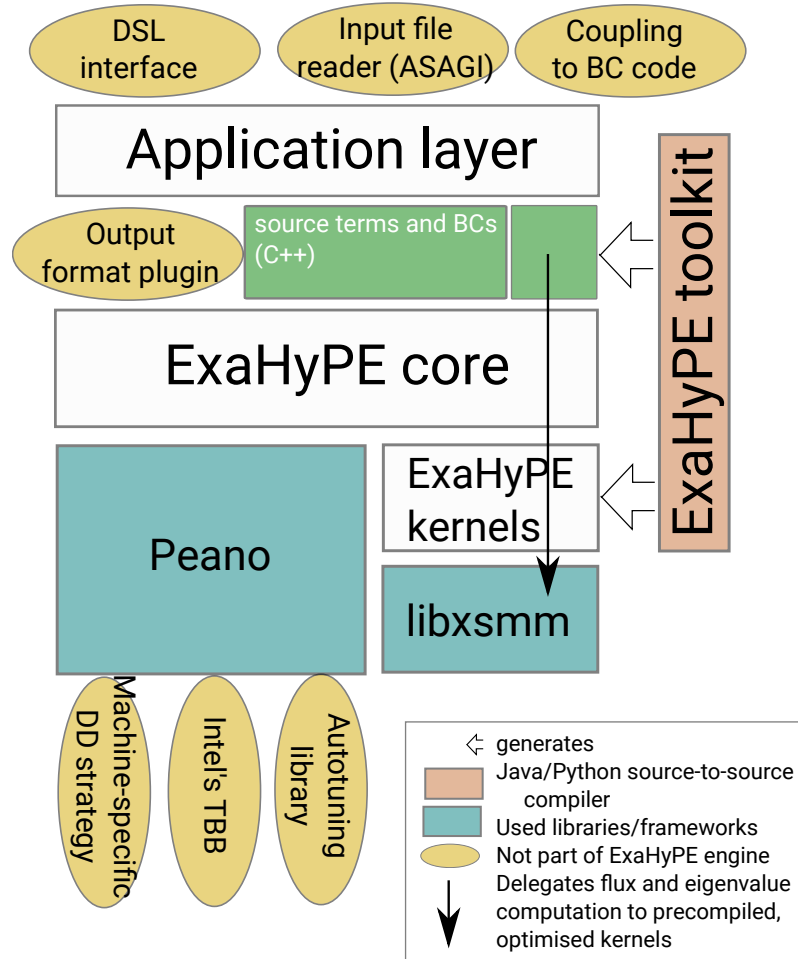 DSL
interface
Input file
reader (ASAGI)
Coupling
to BC code
Application layer
Output
format plugin
source terms and BCs
(C++)
ExaHyPE toolkit
ExaHyPE core
Peano
ExaHyPE
kernels
libxsmm
Machine-specific
DD strategy
Intel's TBB
Autotuning
library
generates
Java/Python source-to-source
compiler
Used libraries/frameworks
Not part of ExaHyPE engine
Delegates flux and eigenvalue
computation to precompiled,
optimised kernels